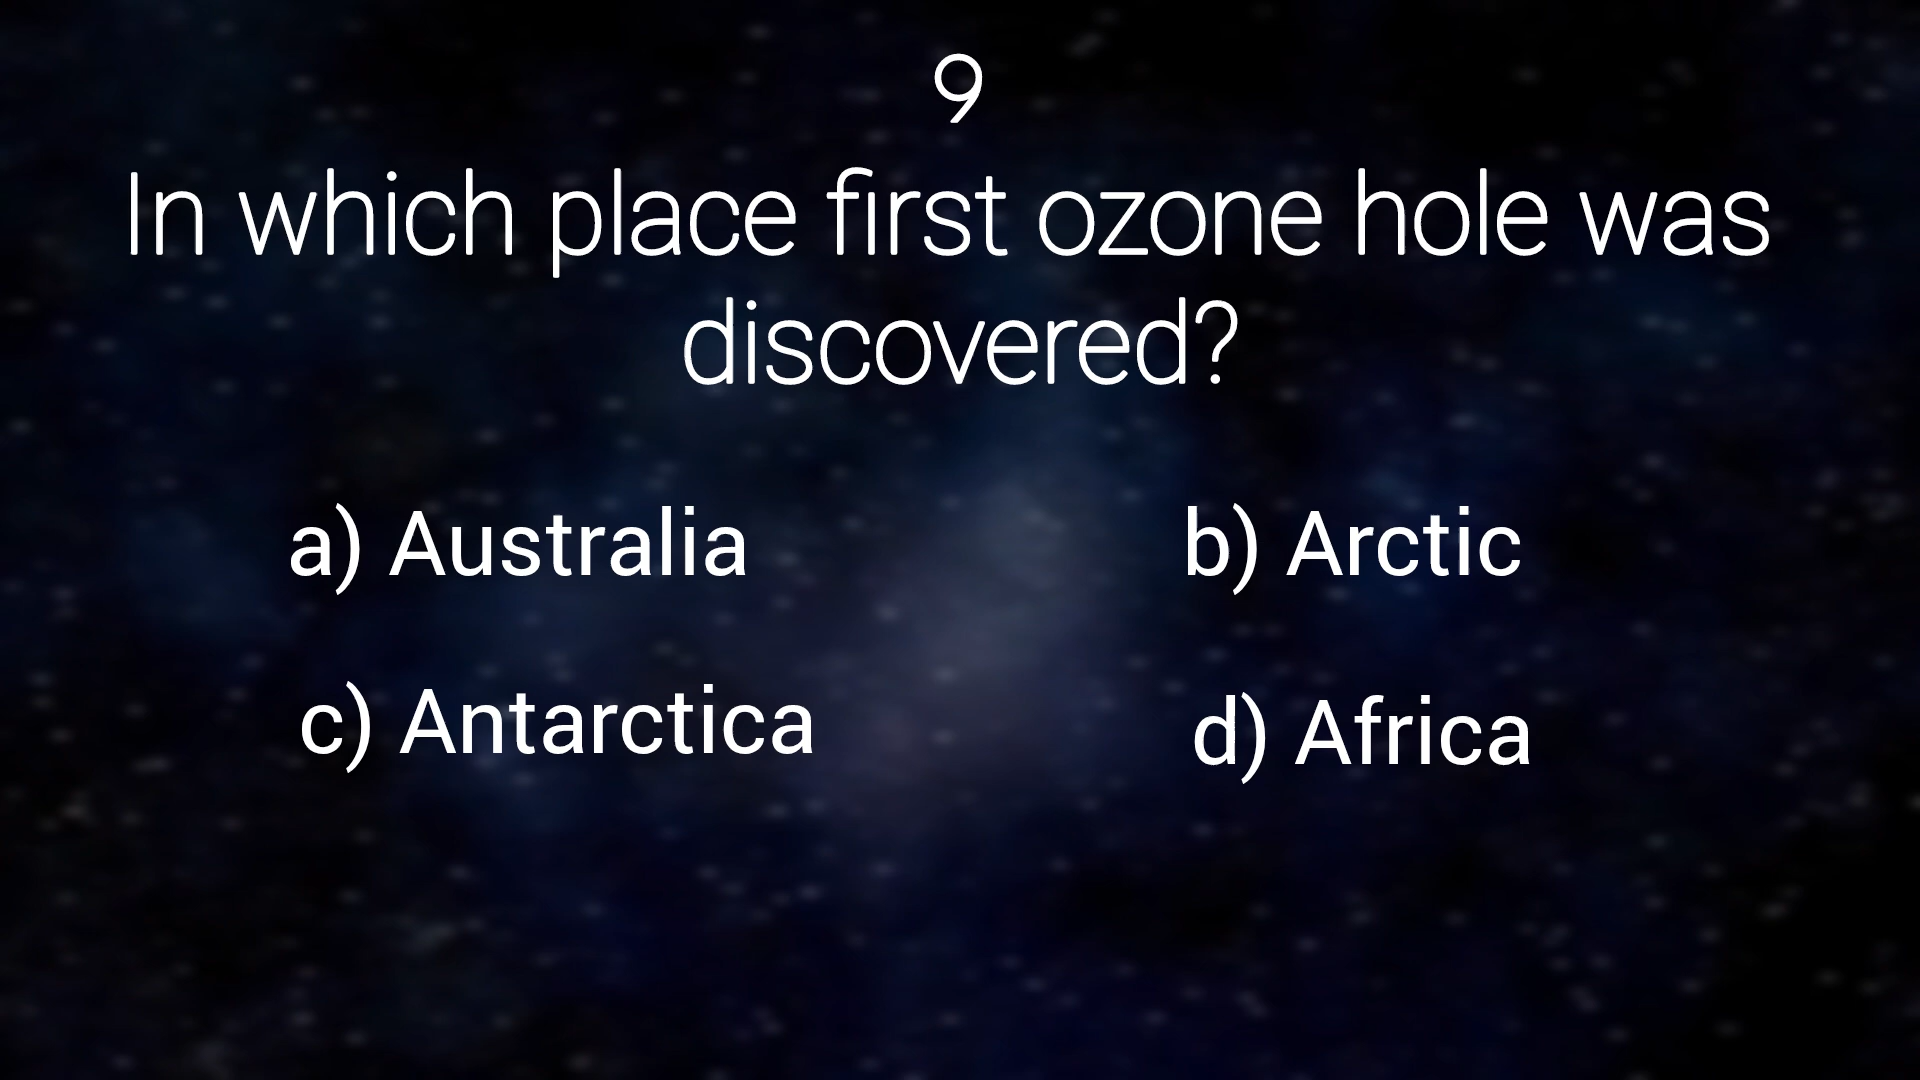 9
In which place first ozone hole was
discovered?
a) Australia
b) Arctic
c) Antarctica
d) Africa